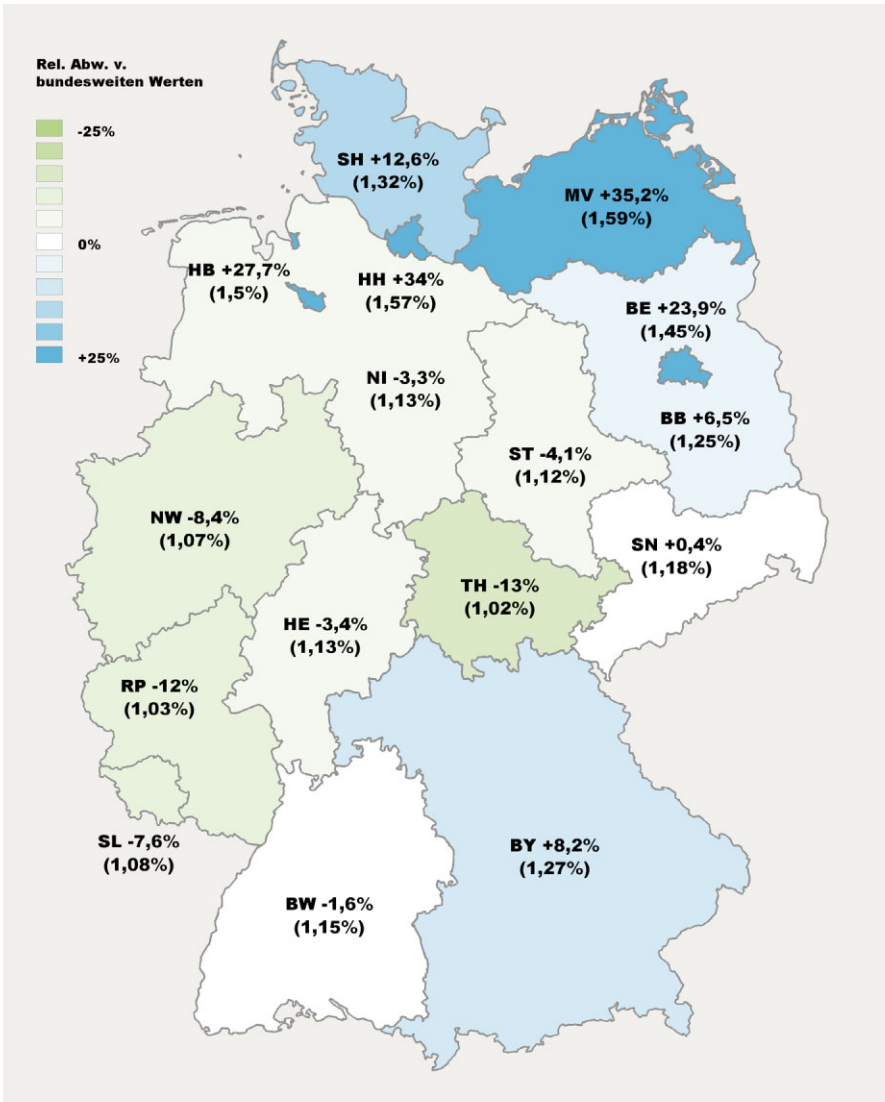 Rel. Abw. v.
bundesweiten Werten
-25%
0%
+25%
SH +12,6%
(1,32%)
MV +35,2%
(1,59%)
HB +27,7%
(1,5%)
HH +34%
(1,57%)
BE +23,9%
(1,45%)
NI -3,3%
(1,13%)
BB +6,5%
(1,25%)
ST -4,1%
(1,12%)
NW -8,4%
(1,07%)
SN +0,4%
(1,18%)
TH -13%
(1,02%)
HE -3,4%
(1,13%)
RP -12%
(1,03%)
SL -7,6%
(1,08%)
BY +8,2%
(1,27%)
BW -1,6%
(1,15%)